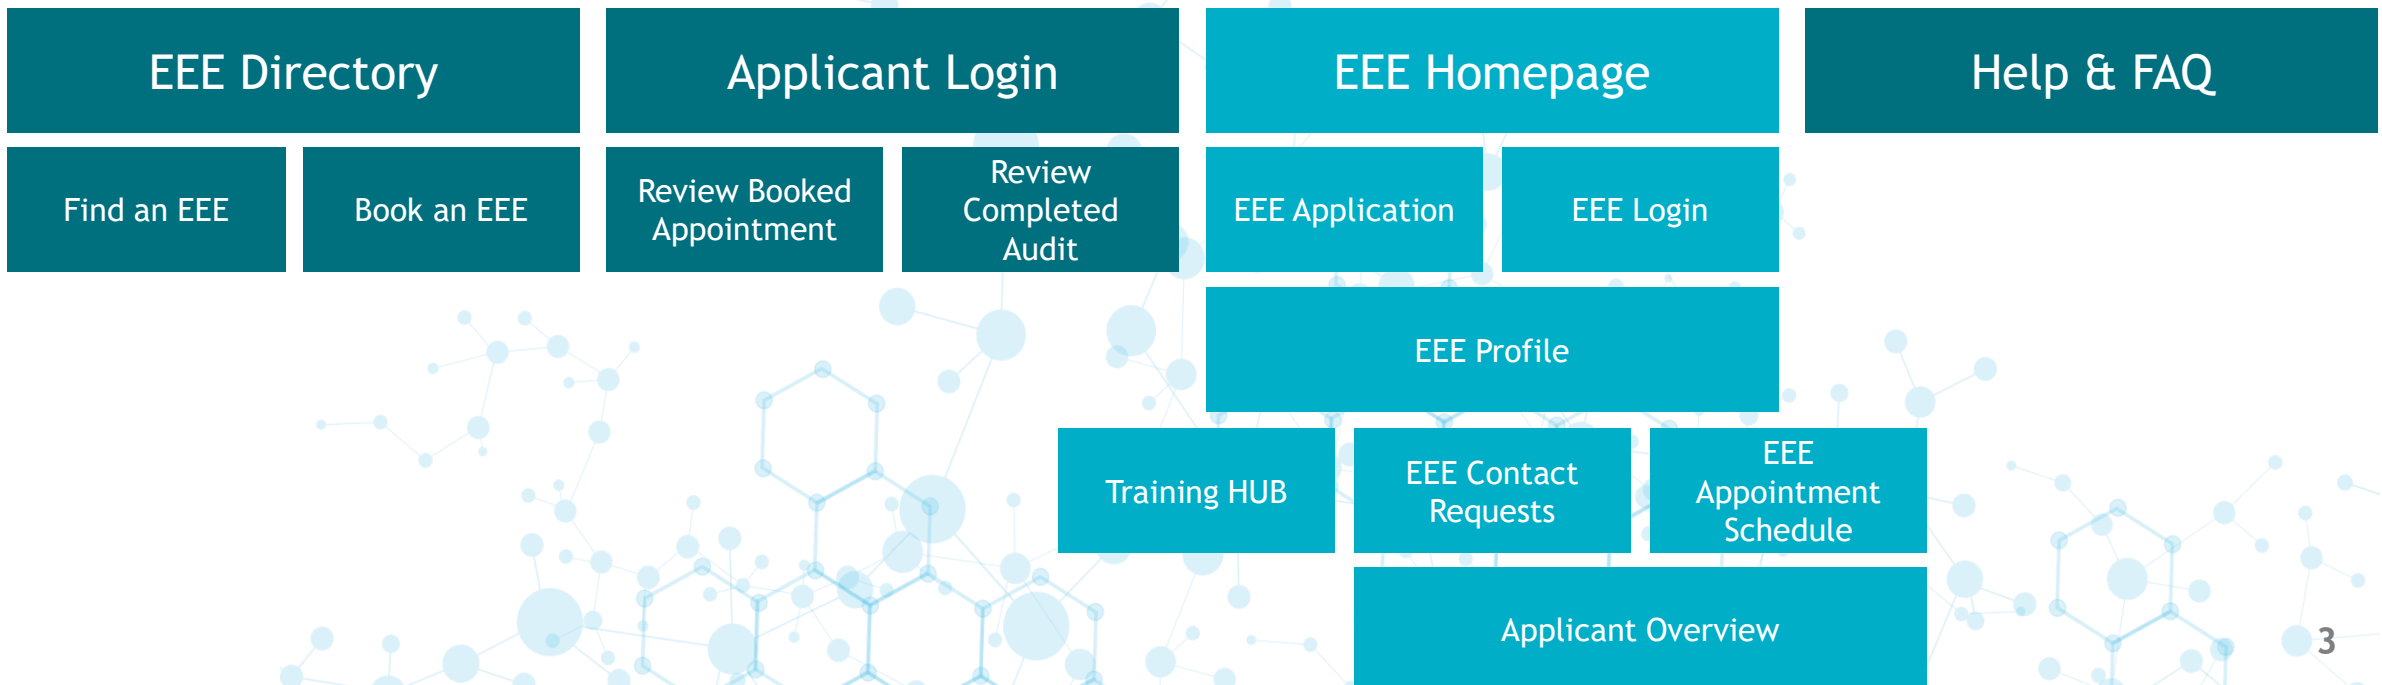 EEE Directory
Applicant Login
EEE Homepage
Help & FAQ
Find an EEE
Book an EEE
Review Booked
Appointment
Review
Completed
Audit
EEE Application
EEE Login
EEE Profile
Training HUB
EEE Contact
Requests
EEE
Appointment
Schedule
Applicant Overview
3